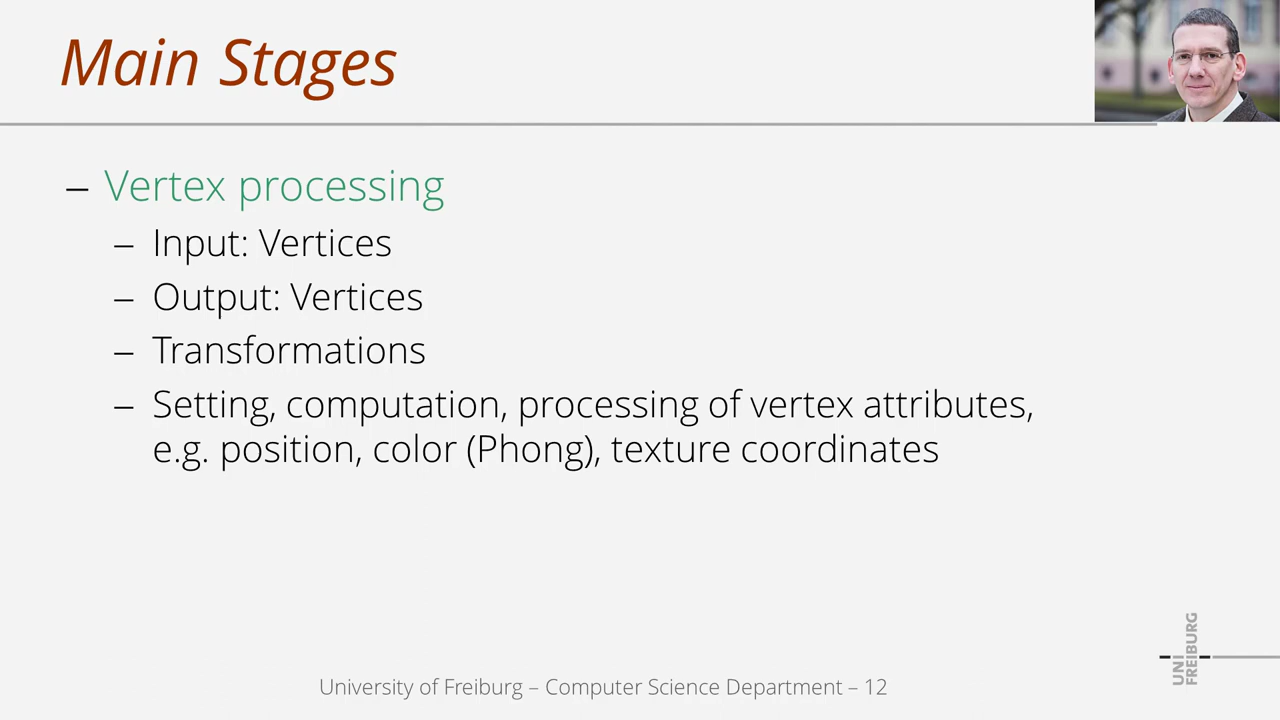 Main Stages
– Vertex processing
– Input: Vertices
– Output: Vertices
– Transformations
– Setting, computation, processing of vertex attributes,
e.g. position, color (Phong), texture coordinates
University of Freiburg – Computer Science Department – 12
UNI
FREIBURG